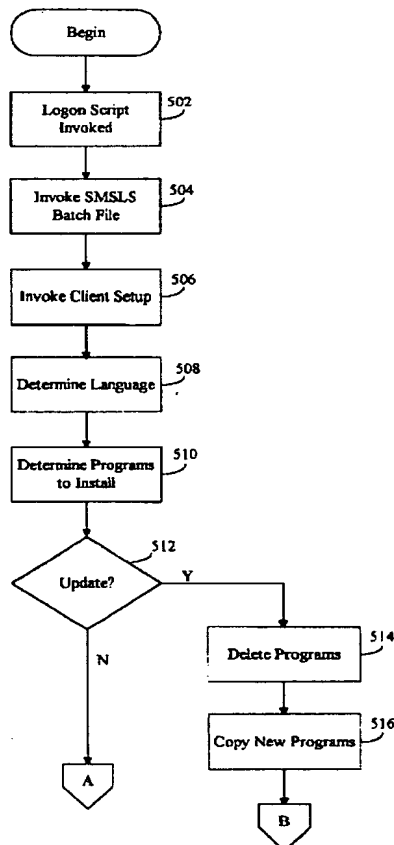 Begin
502
Logon Script
Invoked
504
Invoke SMSLS
Batch File
506
Invoke Client Setup
508
Determine Language
510
Determine Programs
to Install
512
Update?
Y
N
514
Delete Programs
516
Copy New Programs
A
B